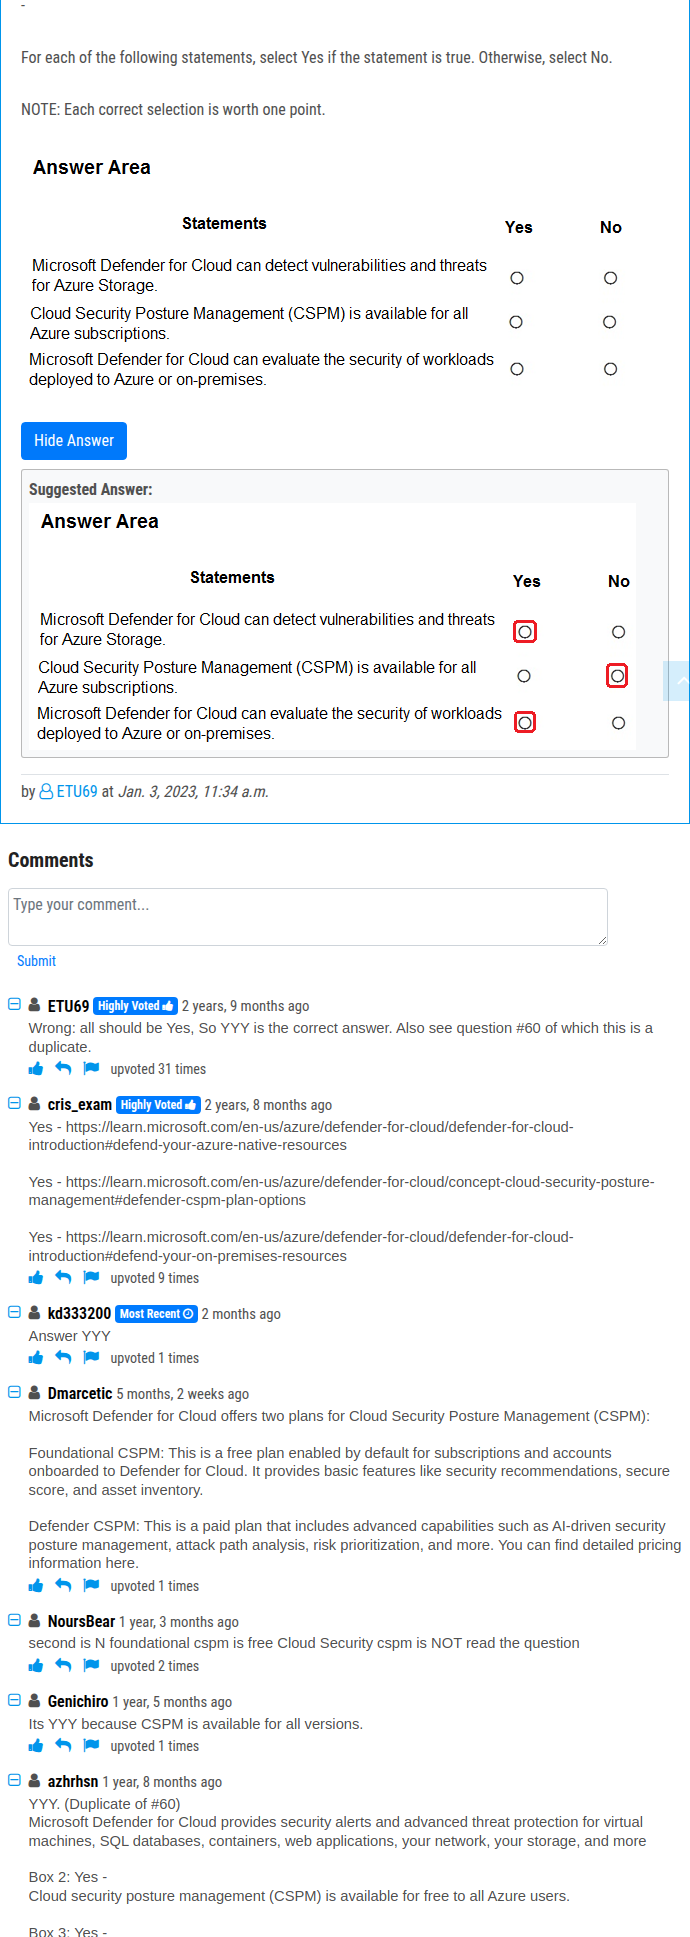 -
For each of the following statements, select Yes if the statement is true. Otherwise, select No.
NOTE: Each correct selection is worth one point.
Answer Area
Statements Yes No
Microsoft Defender for Cloud can detect vulnerabilities and threats
for Azure Storage.
Cloud Security Posture Management (CSPM) is available for all
Azure subscriptions.
Microsoft Defender for Cloud can evaluate the security of workloads
deployed to Azure or on-premises.
Hide Answer
Suggested Answer:
Answer Area
Statements Yes No
Microsoft Defender for Cloud can detect vulnerabilities and threats
for Azure Storage.
Cloud Security Posture Management (CSPM) is available for all
Azure subscriptions.
Microsoft Defender for Cloud can evaluate the security of workloads
deployed to Azure or on-premises.
by ETU69 at Jan. 3, 2023, 11:34 a.m.
Comments
Type your comment...
Submit
ETU69 Highly Voted 2 years, 9 months ago
Wrong: all should be Yes, So YYY is the correct answer. Also see question #60 of which this is a
duplicate.
upvoted 31 times
cris_exam Highly Voted 2 years, 8 months ago
Yes - https://learn.microsoft.com/en-us/azure/defender-for-cloud/defender-for-cloud-
introduction#defend-your-azure-native-resources
Yes - https://learn.microsoft.com/en-us/azure/defender-for-cloud/concept-cloud-security-posture-
management#defender-cspm-plan-options
Yes - https://learn.microsoft.com/en-us/azure/defender-for-cloud/defender-for-cloud-
introduction#defend-your-on-premises-resources
upvoted 9 times
kd333200 Most Recent 2 months ago
Answer YYY
upvoted 1 times
Dmarcetic 5 months, 2 weeks ago
Microsoft Defender for Cloud offers two plans for Cloud Security Posture Management (CSPM):
Foundational CSPM: This is a free plan enabled by default for subscriptions and accounts
onboarded to Defender for Cloud. It provides basic features like security recommendations, secure
score, and asset inventory.
Defender CSPM: This is a paid plan that includes advanced capabilities such as AI-driven security
posture management, attack path analysis, risk prioritization, and more. You can find detailed pricing
information here.
upvoted 1 times
NoursBear 1 year, 3 months ago
second is N foundational cspm is free Cloud Security cspm is NOT read the question
upvoted 2 times
Genichiro 1 year, 5 months ago
Its YYY because CSPM is available for all versions.
upvoted 1 times
azhrhsn 1 year, 8 months ago
YYY. (Duplicate of #60)
Microsoft Defender for Cloud provides security alerts and advanced threat protection for virtual
machines, SQL databases, containers, web applications, your network, your storage, and more
Box 2: Yes -
Cloud security posture management (CSPM) is available for free to all Azure users.
Box 3: Yes -